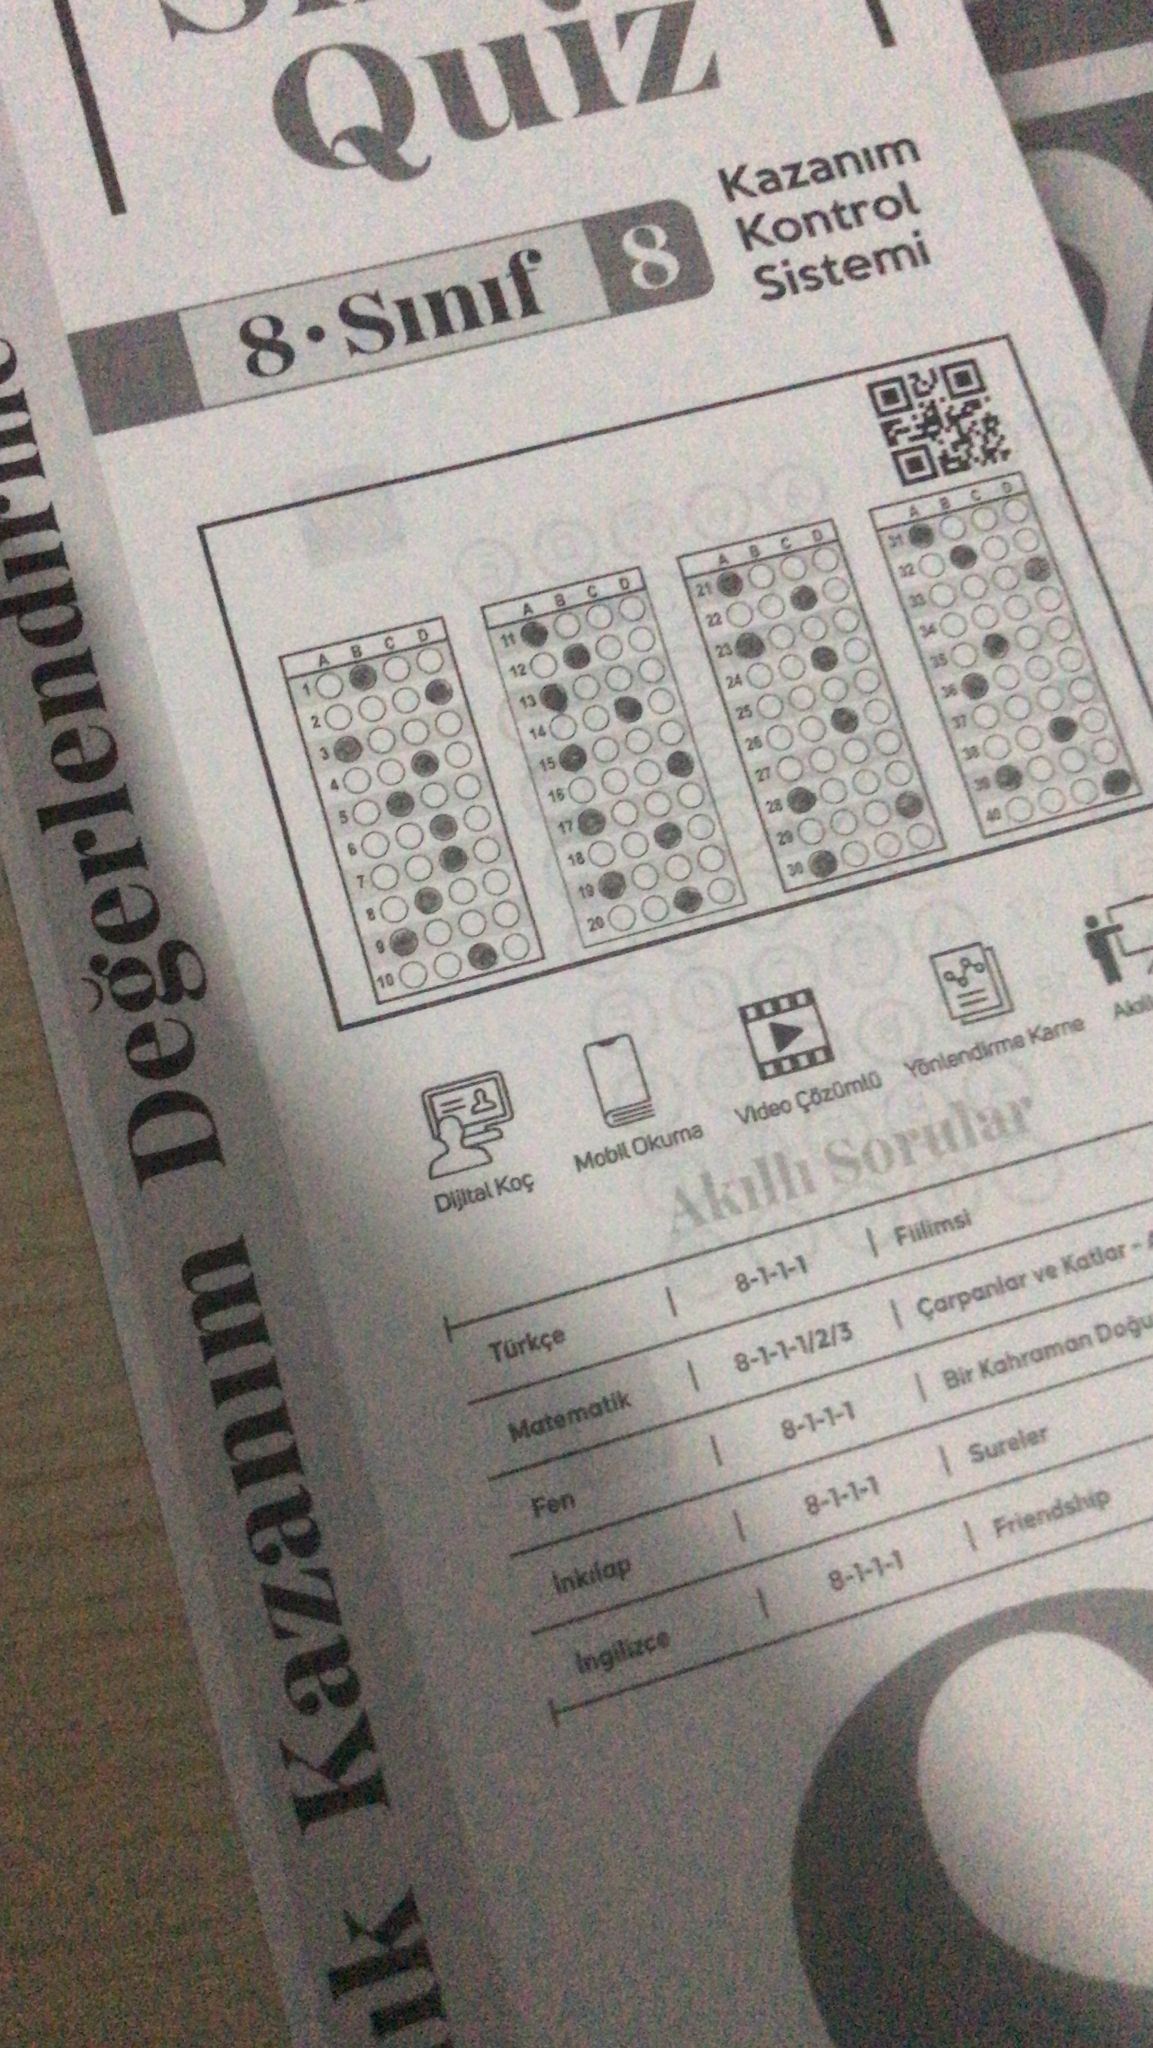 Quiz
Kazanım
Kontrol
Sistemi
8·Sınıf 8
A B C D
1
2
3
4
5
6
7
8
9
10
A B C D
11
12
13
14
15
16
17
18
19
20
A B C D
21
22
23
24
25
26
27
28
29
30
A B C D
31
32
33
34
35
36
37
38
39
40
Dijital Koç
Mobil Okuma
Video Çözümlü
Yönlendirme Karne
Akıllı Sorular
Türkçe | 8-1-1-1 | Fiilimsi
Matematik | 8-1-1-1/2/3 | Çarpanlar ve Katlar -
Fen | 8-1-1-1 | Bir Kahraman Doğu
İnkılap | 8-1-1-1 | Sureler
İngilizce | 8-1-1-1 | Friendship
Kazanım Değerlendirme